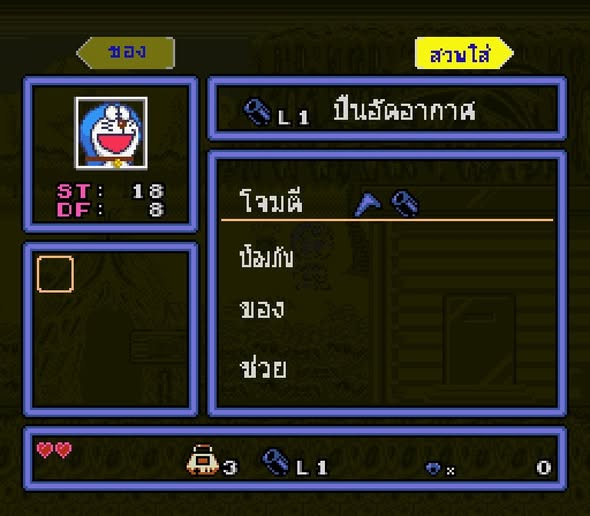 ของ
สวมใส่
L 1 ปืนอัดอากาศ
ST: 18
DF: 8
โจมตี
ป้องกัน
ของ
ช่วย
3 L 1 x 0